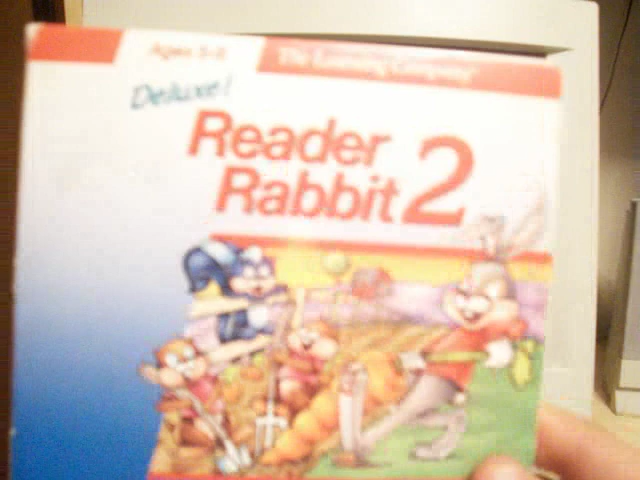 Ages 5-8
The Learning Company
Deluxe!
Reader
Rabbit 2